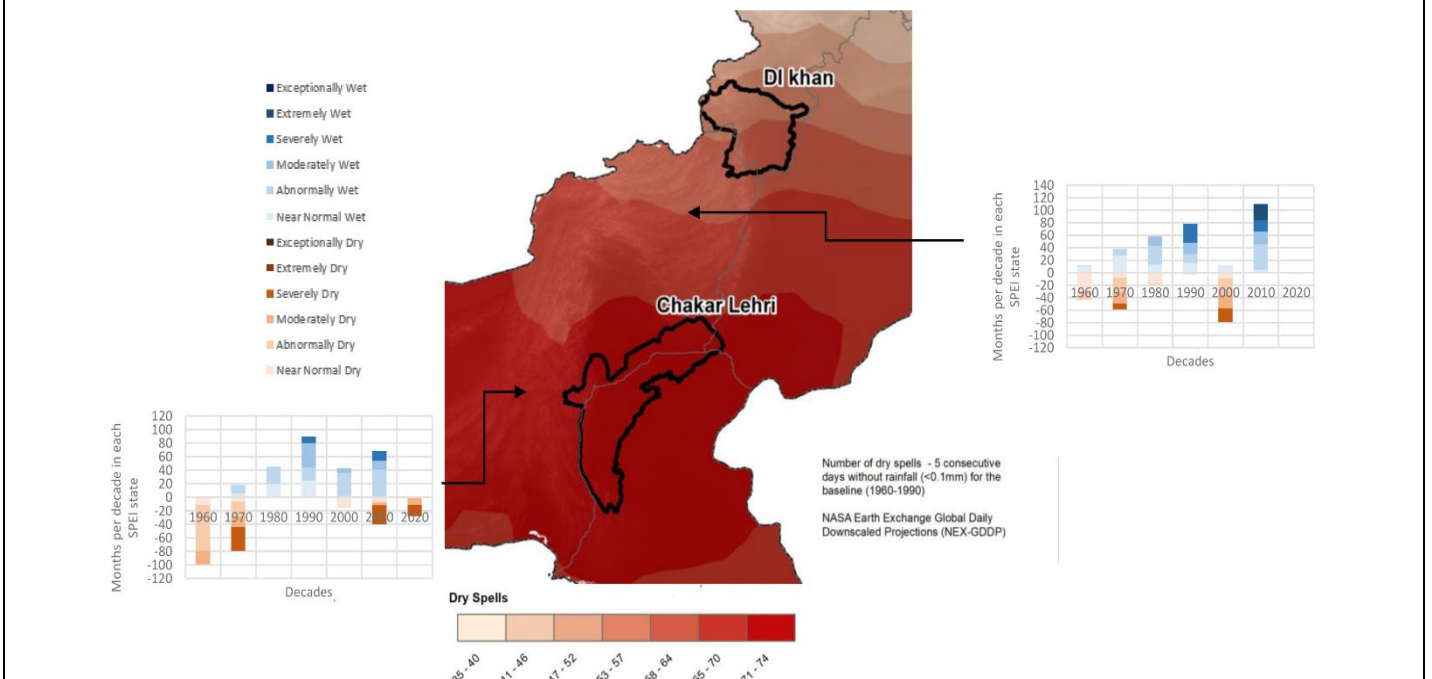 Exceptionally Wet
Extremely Wet
Severely Wet
Moderately Wet
Abnormally Wet
Near Normal Wet
Exceptionally Dry
Extremely Dry
Severely Dry
Moderately Dry
Abnormally Dry
Near Normal Dry
DI khan
Chakar Lehri
Months per decade in each
SPEI state
140
120
100
80
60
40
20
0
-20
-40
-60
-80
-100
-120
1960 1970 1980 1990 2000 2010 2020
Decades
Months per decade in each
SPEI state
120
100
80
60
40
20
0
-20
-40
-60
-80
-100
-120
1960 1970 1980 1990 2000 2010 2020
Decades
Number of dry spells - 5 consecutive
days without rainfall (<0.1mm) for the
baseline (1960-1990)
NASA Earth Exchange Global Daily
Downscaled Projections (NEX-GDDP)
Dry Spells
35 - 40
41 - 46
47 - 52
53 - 57
58 - 64
65 - 70
71 - 74